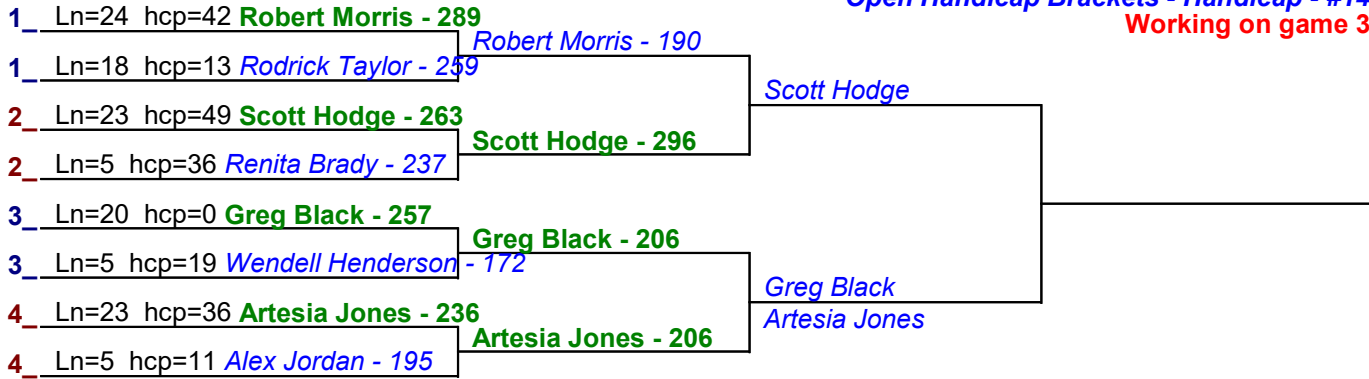 Open Handicap Brackets - Handicap - #14
Working on game 3
1_ Ln=24 hcp=42 Robert Morris - 289
Robert Morris - 190
1_ Ln=18 hcp=13 Rodrick Taylor - 259
Scott Hodge
2_ Ln=23 hcp=49 Scott Hodge - 263
Scott Hodge - 296
2_ Ln=5 hcp=36 Renita Brady - 237
3_ Ln=20 hcp=0 Greg Black - 257
Greg Black - 206
3_ Ln=5 hcp=19 Wendell Henderson - 172
Greg Black
Artesia Jones
4_ Ln=23 hcp=36 Artesia Jones - 236
Artesia Jones - 206
4_ Ln=5 hcp=11 Alex Jordan - 195